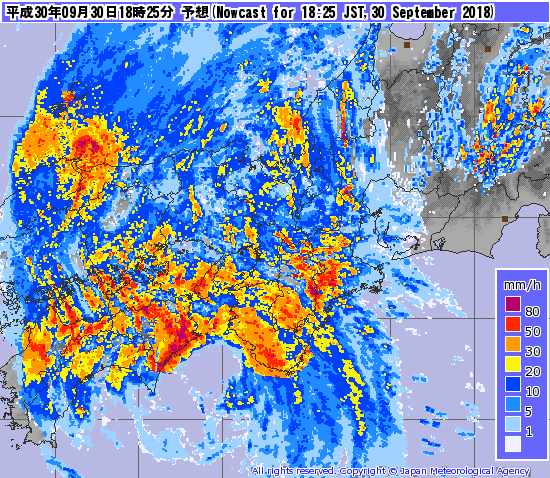 平成30年09月30日18時25分 予想(Nowcast for 18:25 JST,30 September 2018)
mm/h
80
50
30
20
10
5
1
All rights reserved. Copyright © Japan Meteorological Agency